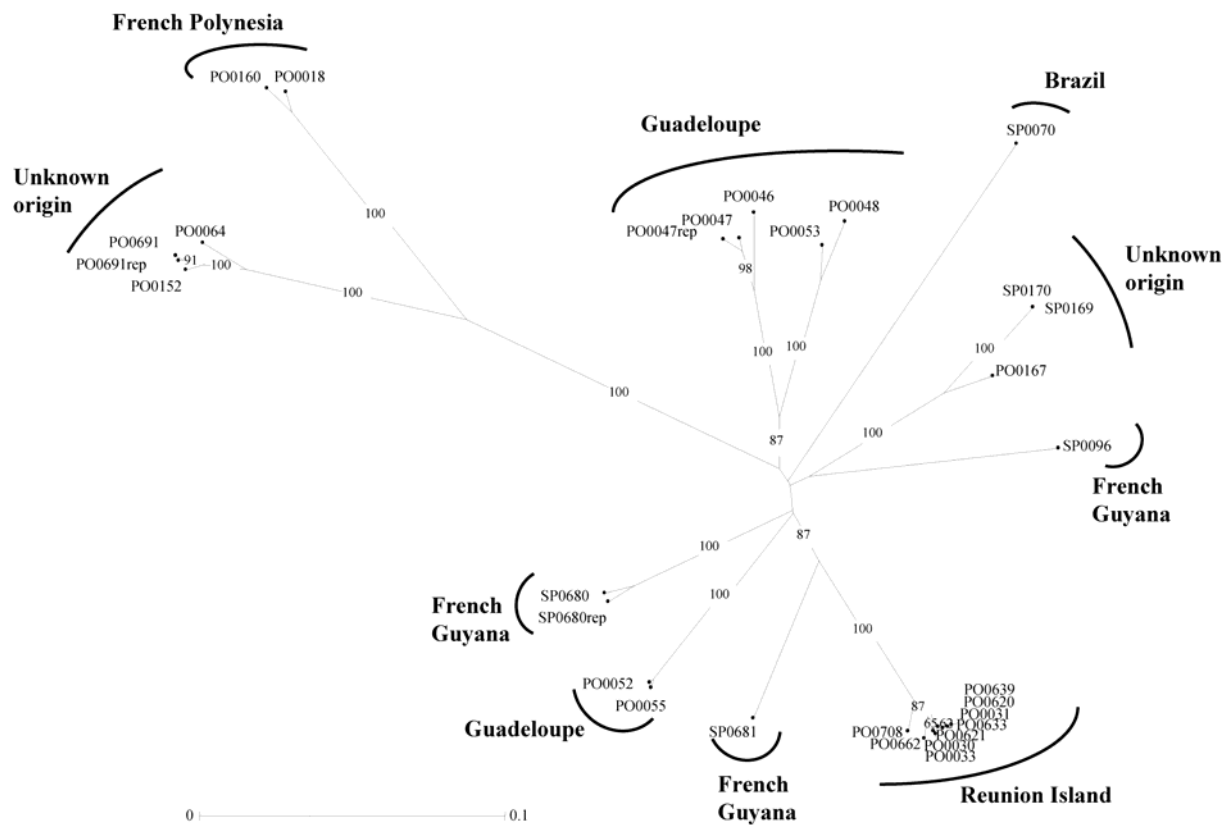 French Polynesia
PO0160 PO0018
Brazil
SP0070
Guadeloupe
Unknown
origin
PO0046
PO0048
PO0047
PO0047rep
PO0053
100
PO0064
PO0691
PO0691rep
91
100
PO0152
98
Unknown
origin
SP0170
SP0169
100
100
100
100
PO0167
100
100
87
SP0096
French
Guyana
87
100
SP0680
SP0680rep
French
Guyana
100
100
PO0052
PO0055
Guadeloupe
SP0681
French
Guyana
PO0639
PO0620
PO0031
PO0633
87
65
63
PO0708
PO0621
PO0662
PO0030
PO0033
Reunion Island
0
0.1